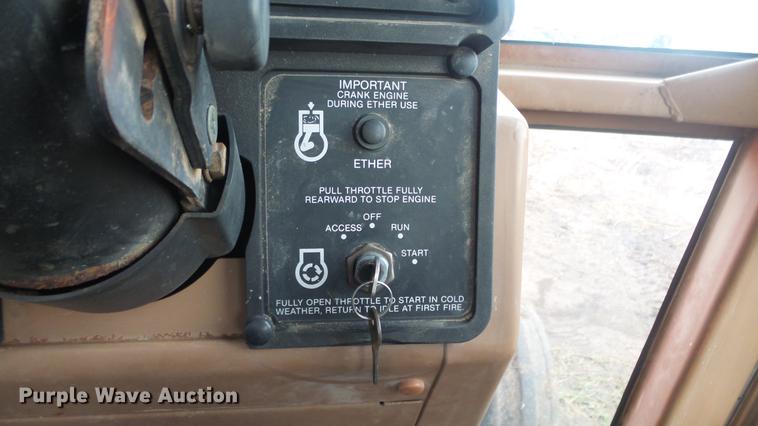 IMPORTANT
CRANK ENGINE
DURING ETHER USE
ETHER
PULL THROTTLE FULLY
REARWARD TO STOP ENGINE
OFF
ACCESS
RUN
START
FULLY OPEN THROTTLE TO START IN COLD
WEATHER, RETURN TO IDLE AT FIRST FIRE.
Purple Wave Auction